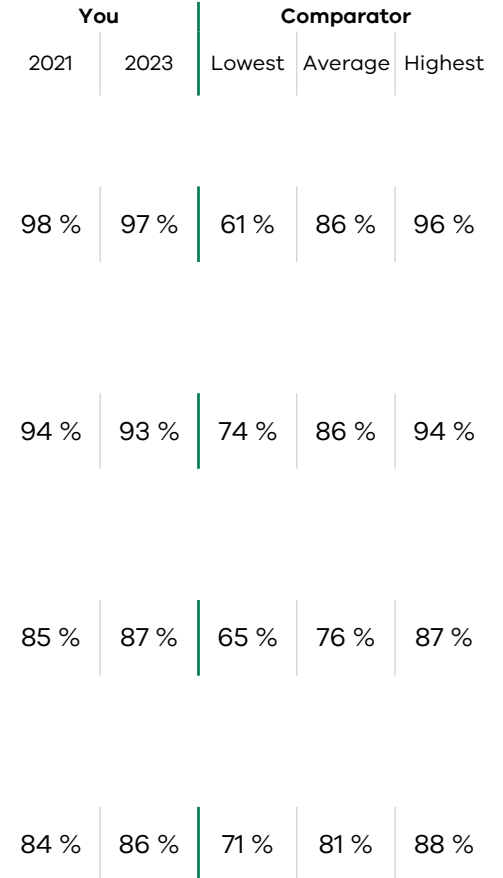 You Comparator
2021 2023 Lowest Average Highest
98 % 97 % 61 % 86 % 96 %
94 % 93 % 74 % 86 % 94 %
85 % 87 % 65 % 76 % 87 %
84 % 86 % 71 % 81 % 88 %